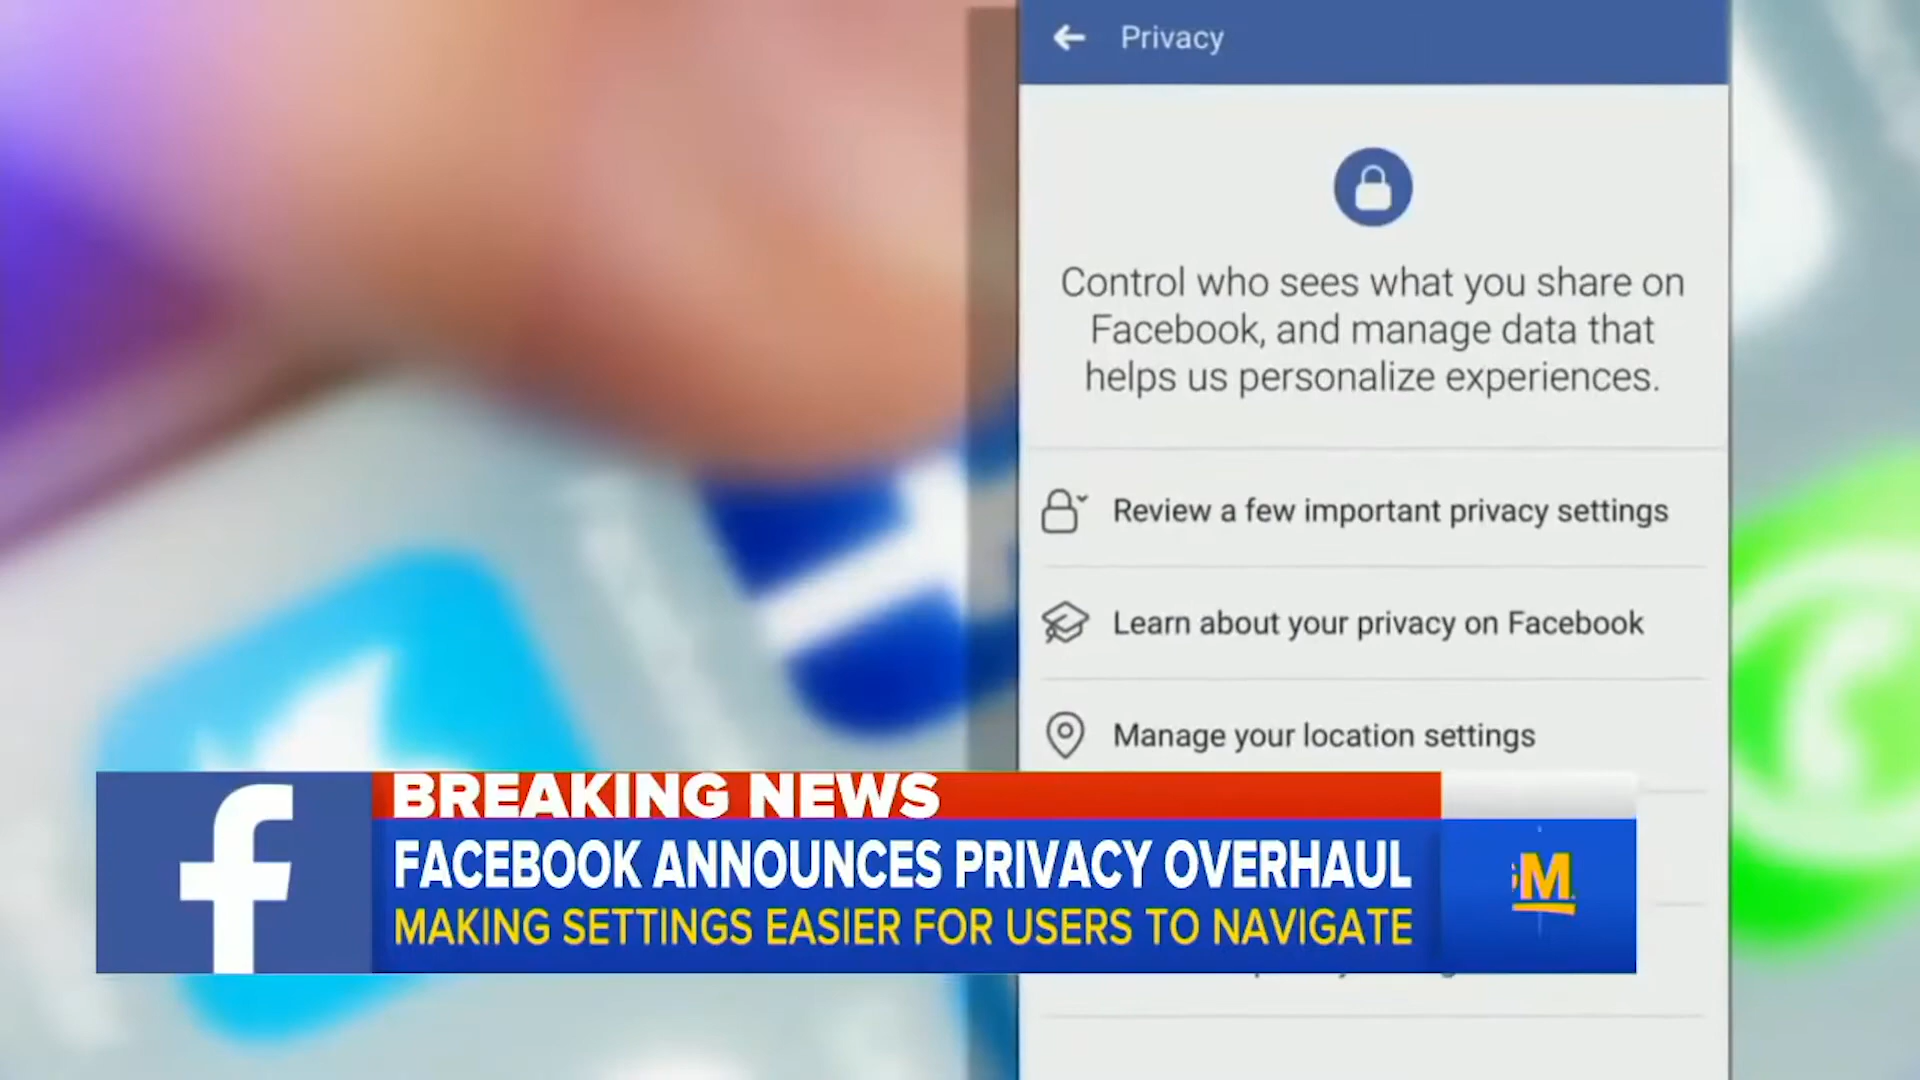 Privacy
Control who sees what you share on
Facebook, and manage data that
helps us personalize experiences.
Review a few important privacy settings
Learn about your privacy on Facebook
Manage your location settings
BREAKING NEWS
FACEBOOK ANNOUNCES PRIVACY OVERHAUL
MAKING SETTINGS EASIER FOR USERS TO NAVIGATE
f
M